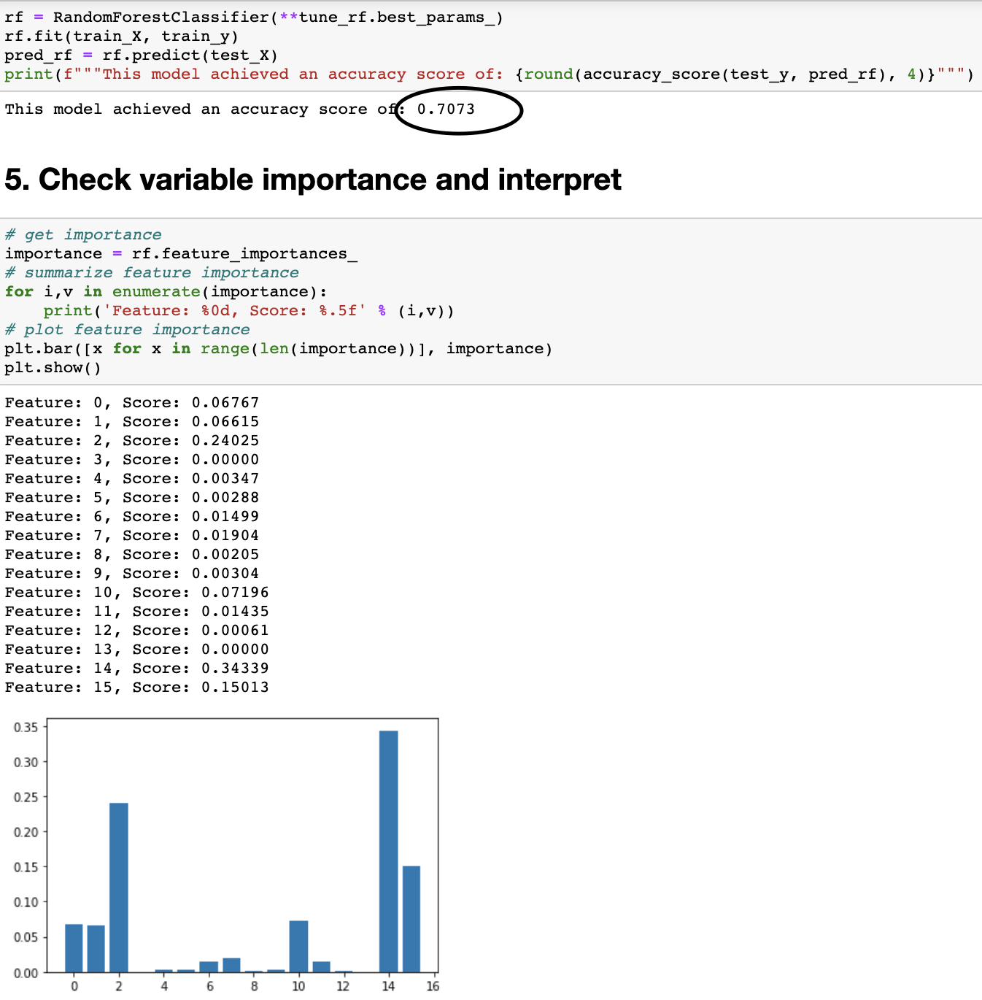 rf = RandomForestClassifier(**tune_rf.best_params_)
rf.fit(train_X, train_y)
pred_rf = rf.predict(test_X)
print(f"""This model achieved an accuracy score of: {round(accuracy_score(test_y, pred_rf), 4)}""")
This model achieved an accuracy score of: 0.7073
5. Check variable importance and interpret
# get importance
importance = rf.feature_importances_
# summarize feature importance
for i,v in enumerate(importance):
    print('Feature: %0d, Score: %.5f' % (i,v))
# plot feature importance
plt.bar([x for x in range(len(importance))], importance)
plt.show()
Feature: 0, Score: 0.06767
Feature: 1, Score: 0.06615
Feature: 2, Score: 0.24025
Feature: 3, Score: 0.00000
Feature: 4, Score: 0.00347
Feature: 5, Score: 0.00288
Feature: 6, Score: 0.01499
Feature: 7, Score: 0.01904
Feature: 8, Score: 0.00205
Feature: 9, Score: 0.00304
Feature: 10, Score: 0.07196
Feature: 11, Score: 0.01435
Feature: 12, Score: 0.00061
Feature: 13, Score: 0.00000
Feature: 14, Score: 0.34339
Feature: 15, Score: 0.15013
0.35
0.30
0.25
0.20
0.15
0.10
0.05
0.00
0 2 4 6 8 10 12 14 16